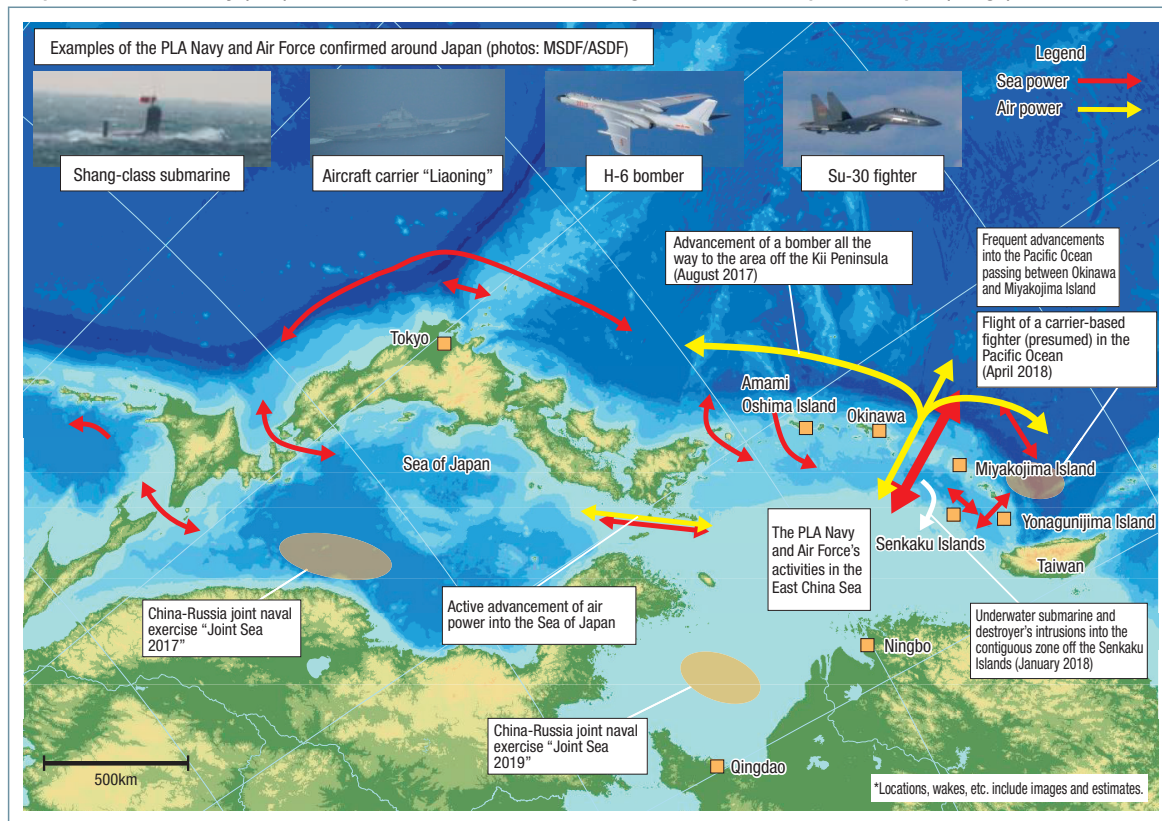 Examples of the PLA Navy and Air Force confirmed around Japan (photos: MSDF/ASDF)
Legend
Sea power
Air power
Shang-class submarine
Aircraft carrier “Liaoning”
H-6 bomber
Su-30 fighter
Advancement of a bomber all the
way to the area off the Kii Peninsula
(August 2017)
Frequent advancements
into the Pacific Ocean
passing between Okinawa
and Miyakojima Island
Flight of a carrier-based
fighter (presumed) in the
Pacific Ocean
(April 2018)
Tokyo
Amami
Oshima Island
Okinawa
Sea of Japan
Miyakojima Island
Yonagunijima Island
Senkaku Islands
Taiwan
The PLA Navy
and Air Force’s
activities in the
East China Sea
China-Russia joint naval
exercise “Joint Sea
2017”
Active advancement of air
power into the Sea of Japan
Underwater submarine and
destroyer’s intrusions into the
contiguous zone off the Senkaku
Islands (January 2018)
Ningbo
China-Russia joint naval
exercise “Joint Sea
2019”
Qingdao
500km
*Locations, wakes, etc. include images and estimates.